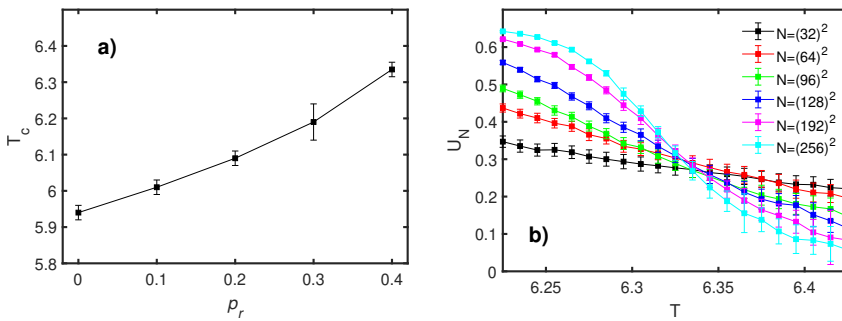 a)
6.4
6.3
6.2
6.1
6
5.9
5.8
T_c
0
0.1
0.2
0.3
0.4
p_r
b)
0.6
0.5
0.4
0.3
0.2
0.1
0
U_N
6.25
6.3
6.35
6.4
T
N=(32)^2
N=(64)^2
N=(96)^2
N=(128)^2
N=(192)^2
N=(256)^2